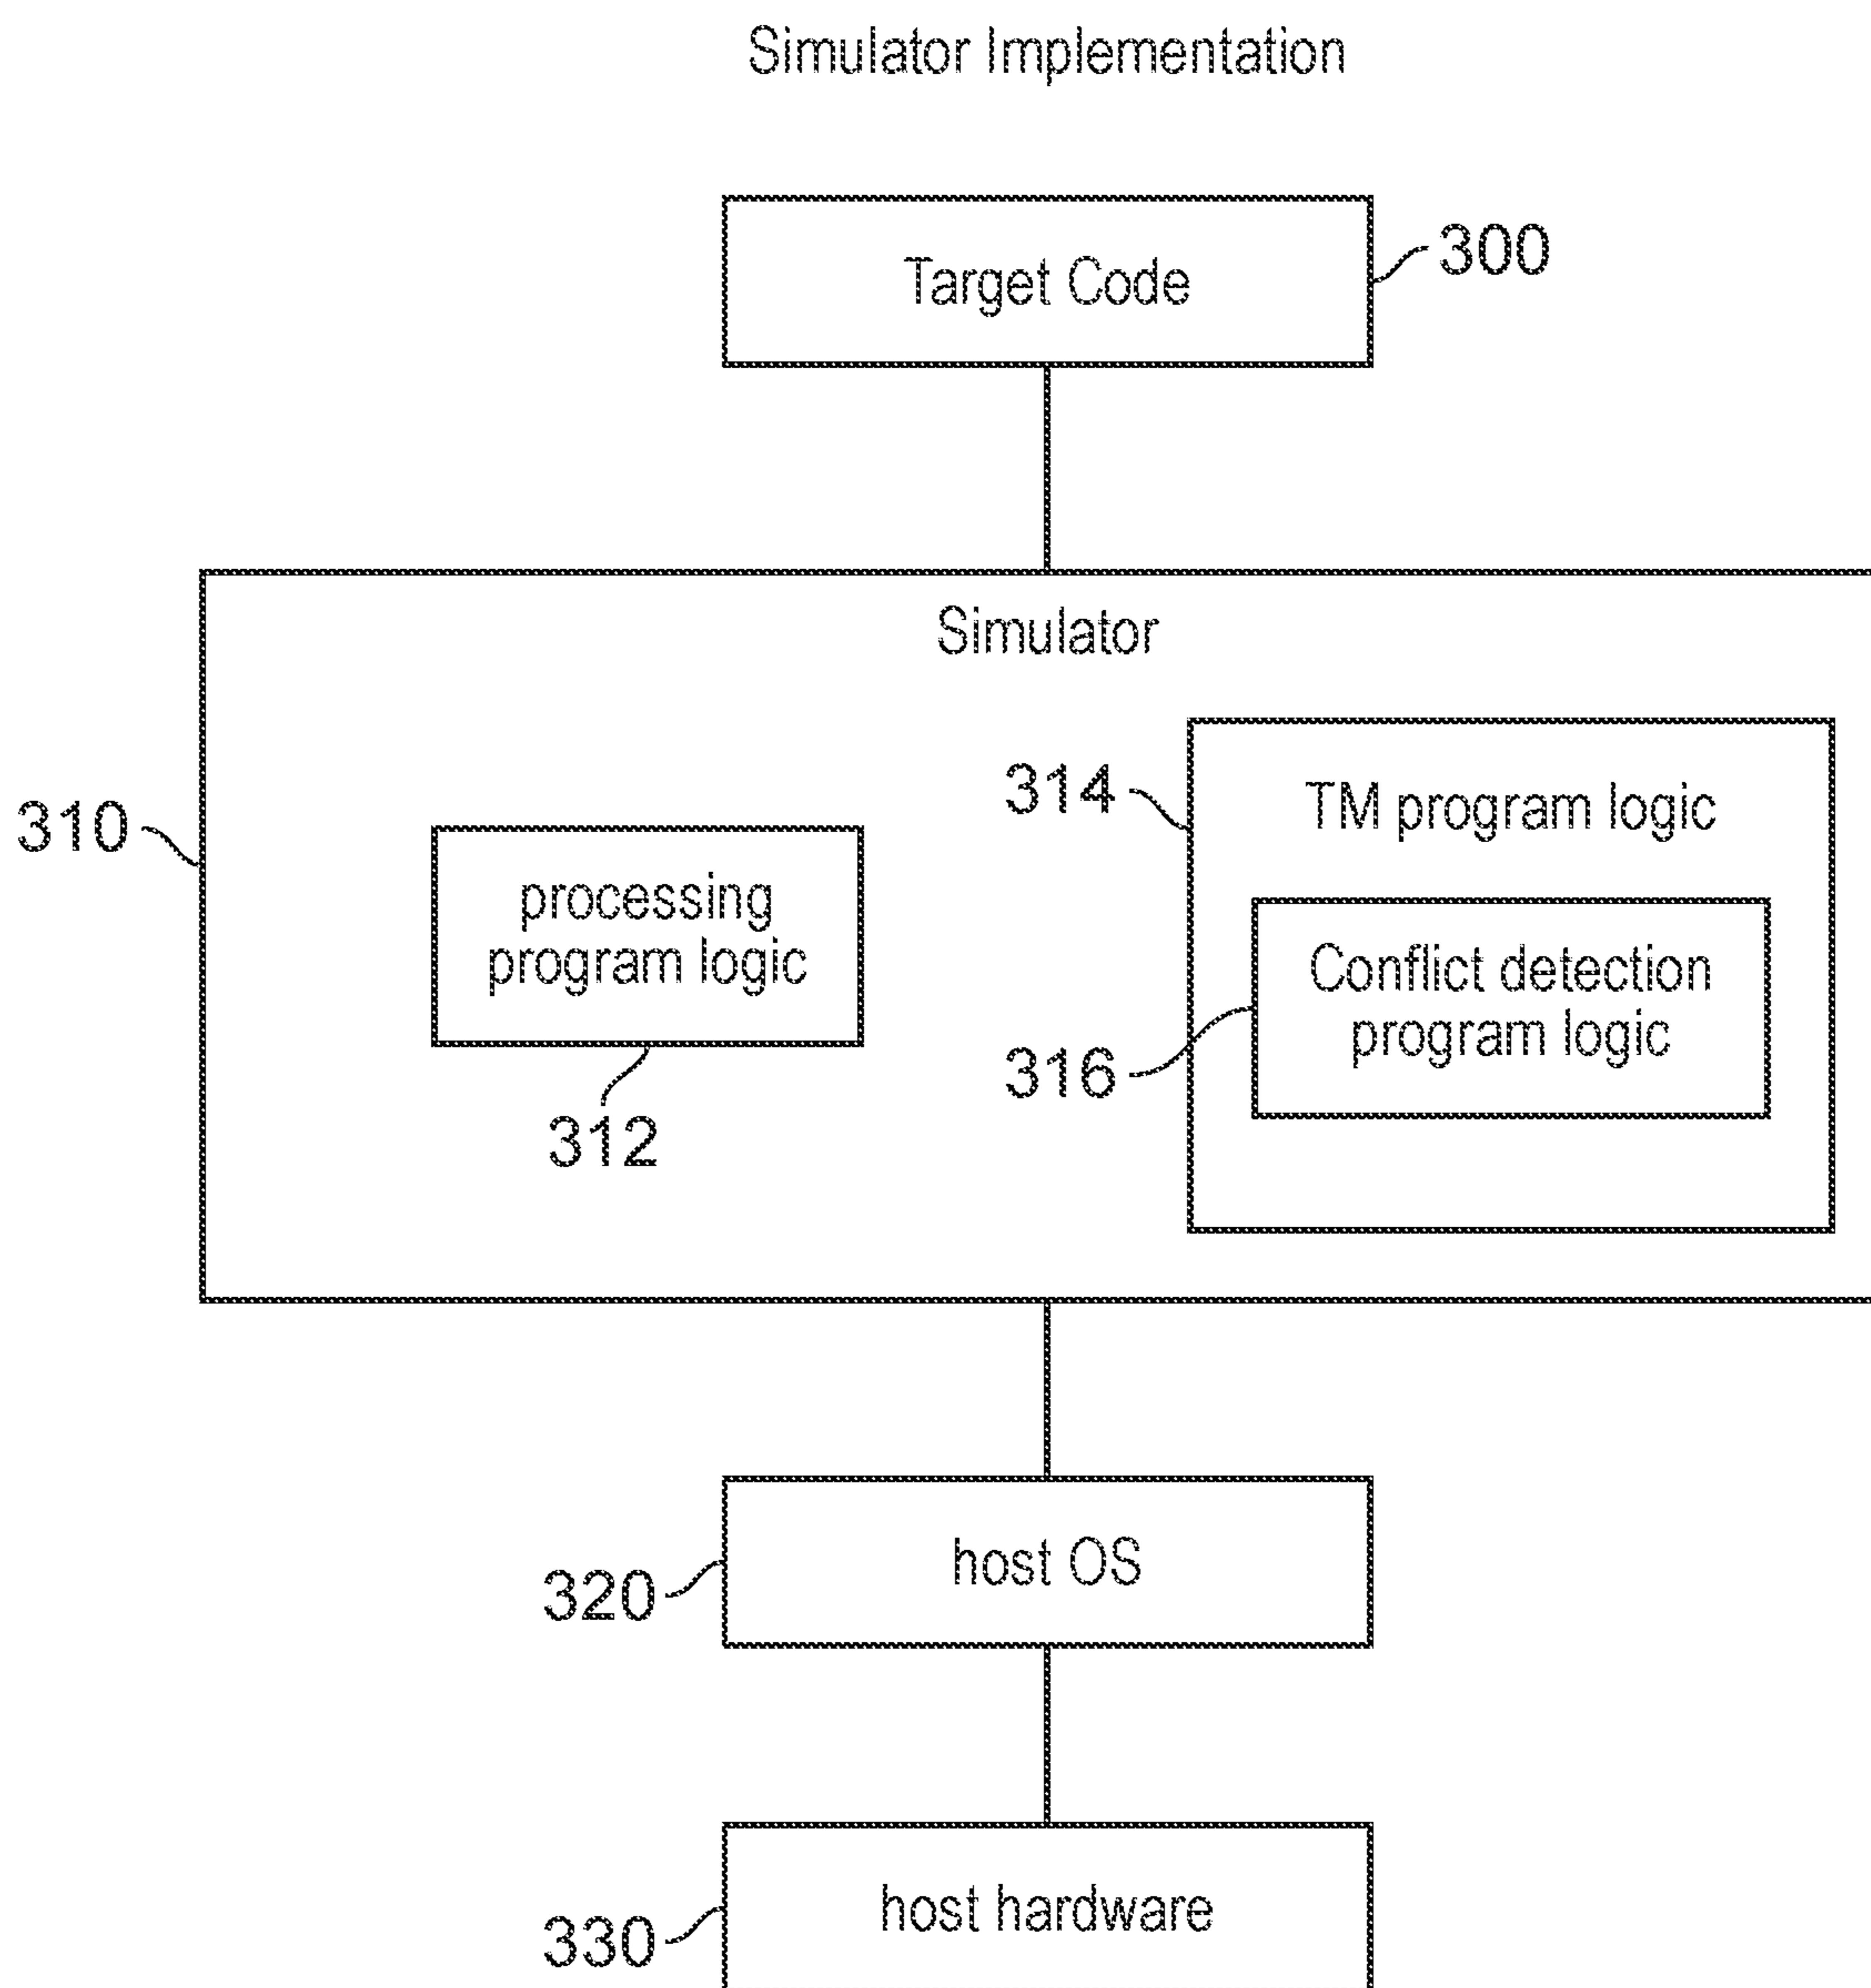 Simulator Implementation
Target Code
300
Simulator
314
TM program logic
310
processing
program logic
Conflict detection
program logic
316
312
host OS
320
host hardware
330